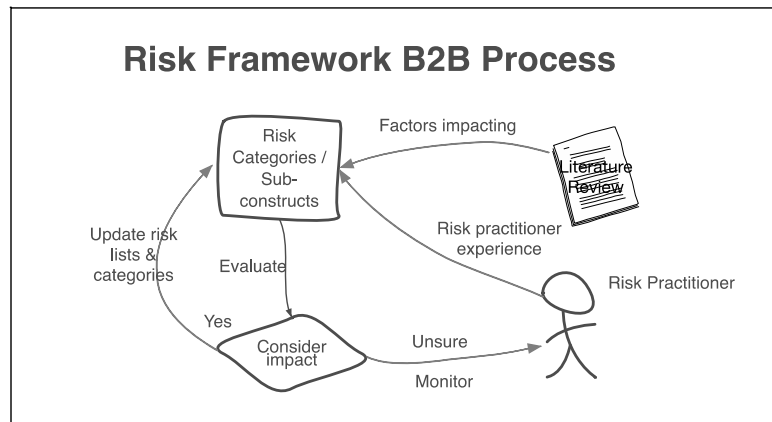 Risk Framework B2B Process
Risk
Categories /
Sub-
constructs
Factors impacting
Literature
Review
Risk practitioner
experience
Risk Practitioner
Update risk
lists &
categories
Evaluate
Yes
Consider
impact
Unsure
Monitor